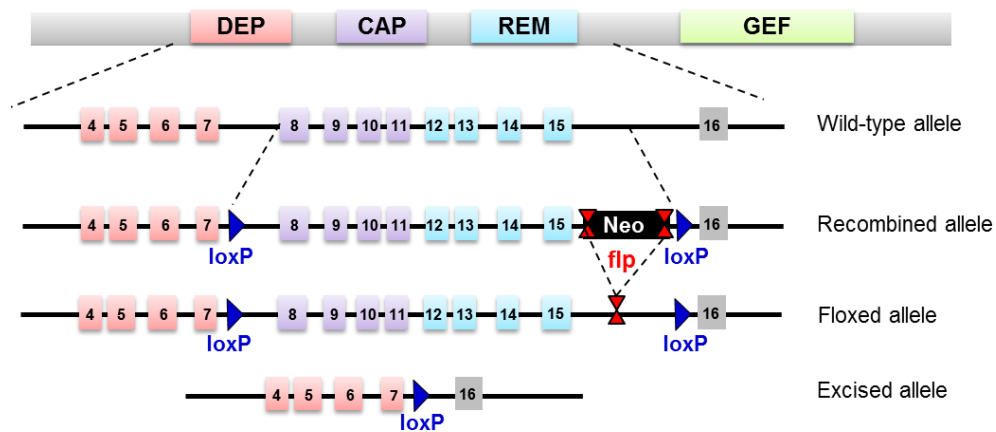 DEP CAP REM GEF
4 5 6 7 8 9 10 11 12 13 14 15 16 Wild-type allele
4 5 6 7 8 9 10 11 12 13 14 15 Neo 16 Recombined allele
loxP flp loxP
4 5 6 7 8 9 10 11 12 13 14 15 16 Floxed allele
loxP loxP
4 5 6 7 16 Excised allele
loxP